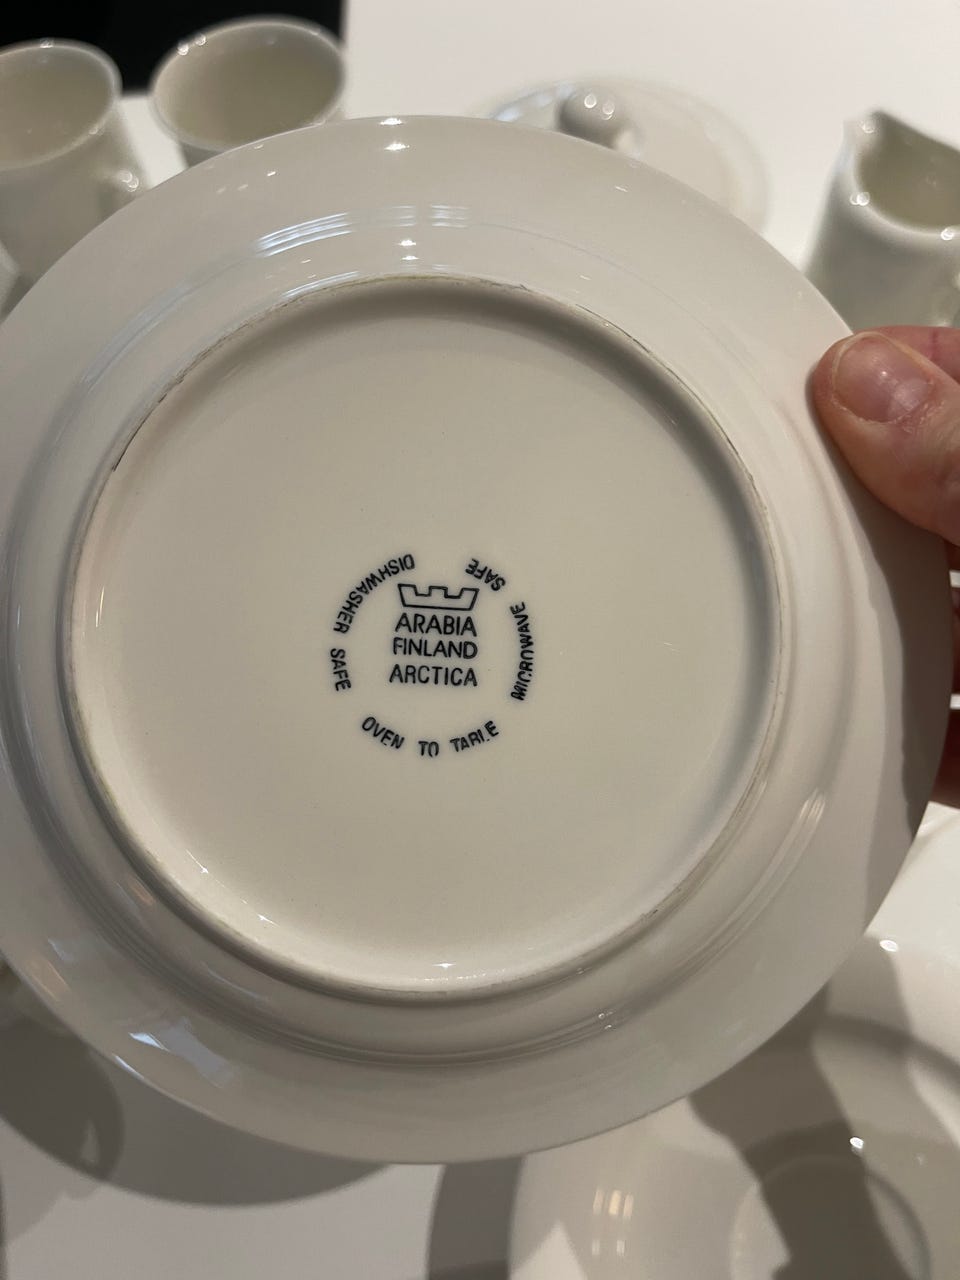 ARABIA
FINLAND
ARCTICA
DISHWASHER SAFE
OVEN TO TABLE
MICROWAVE SAFE